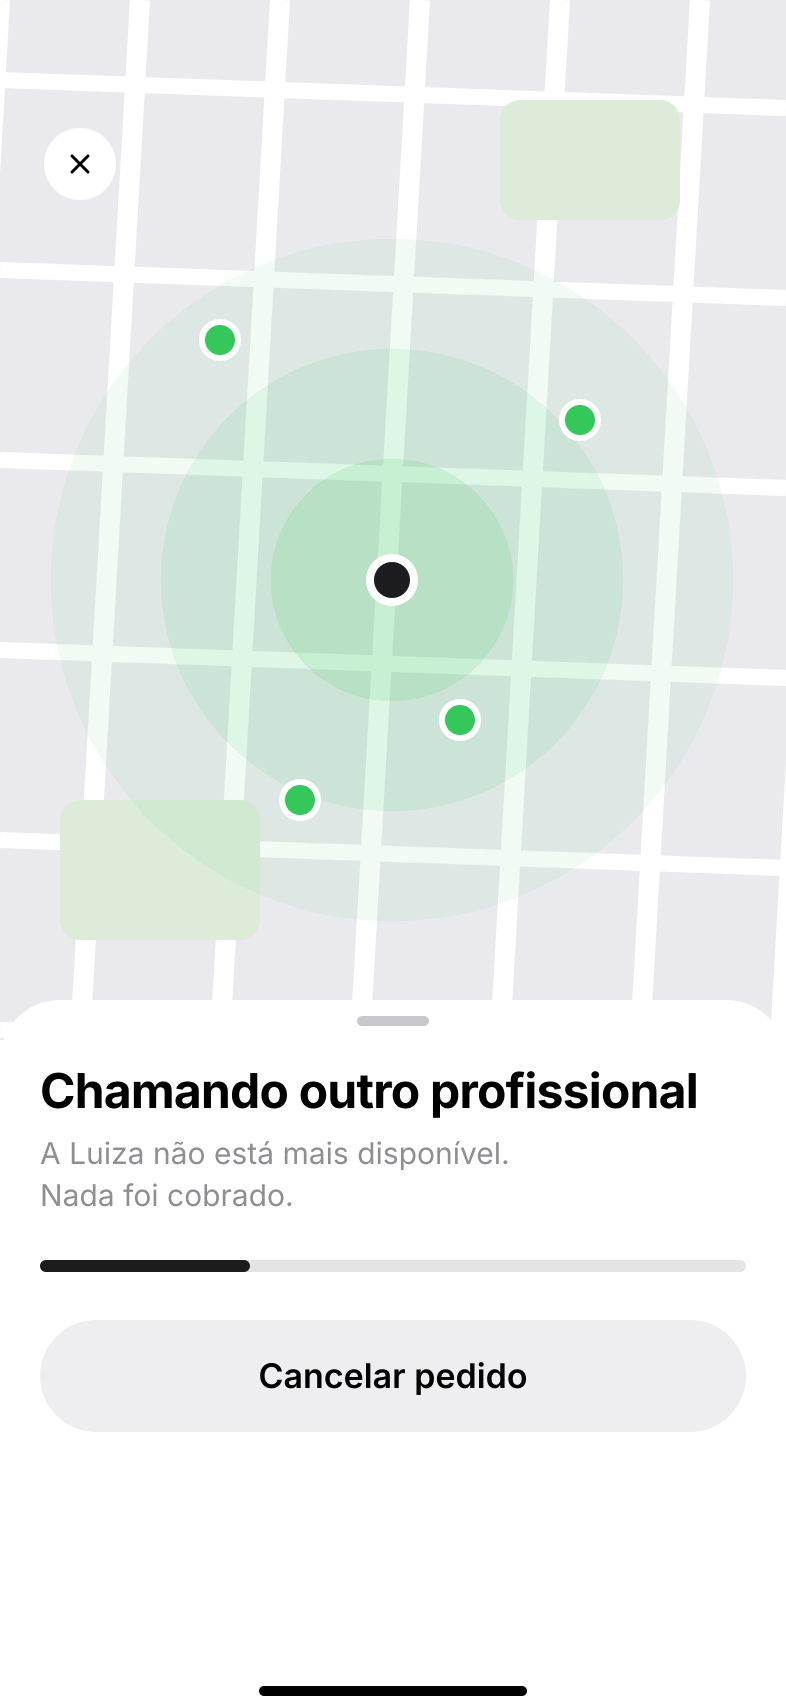 Chamando outro profissional
A Luiza não está mais disponível.
Nada foi cobrado.
Cancelar pedido